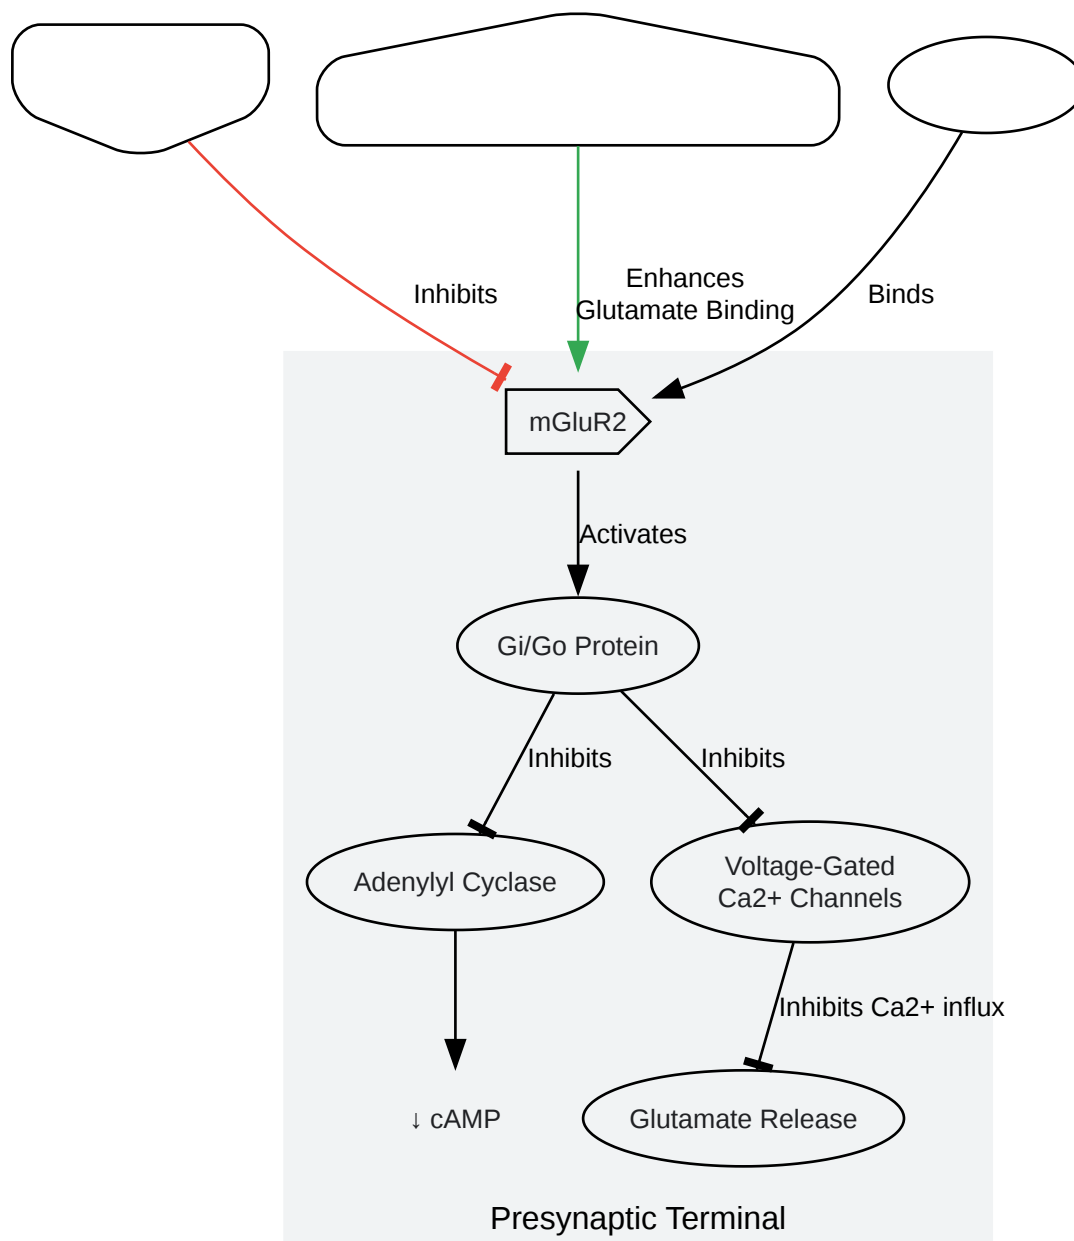 Inhibits
Enhances
Glutamate Binding
Binds
mGluR2
Activates
Gi/Go Protein
Inhibits
Inhibits
Adenylyl Cyclase
Voltage-Gated
Ca2+ Channels
Inhibits Ca2+ influx
↓ cAMP
Glutamate Release
Presynaptic Terminal